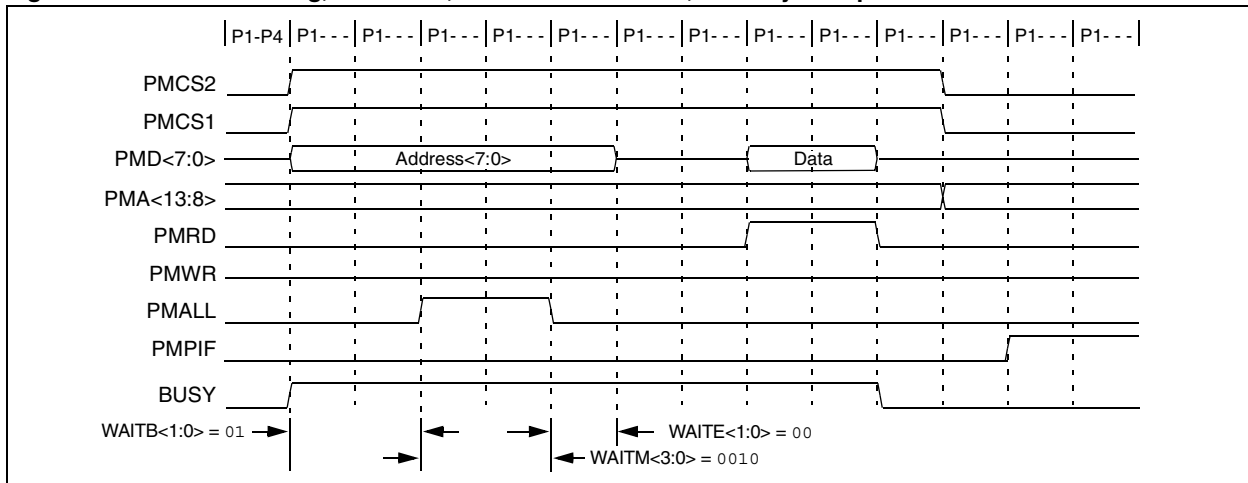 P1-P4 P1- - - P1- - - P1- - - P1- - - P1- - - P1- - - P1- - - P1- - - P1- - - P1- - - P1- - - P1- - - P1- - -
PMCS2
PMCS1
PMD<7:0> Address<7:0> Data
PMA<13:8>
PMRD
PMWR
PMALL
PMPIF
BUSY
WAITB<1:0> = 01 WAITE<1:0> = 00
WAITM<3:0> = 0010